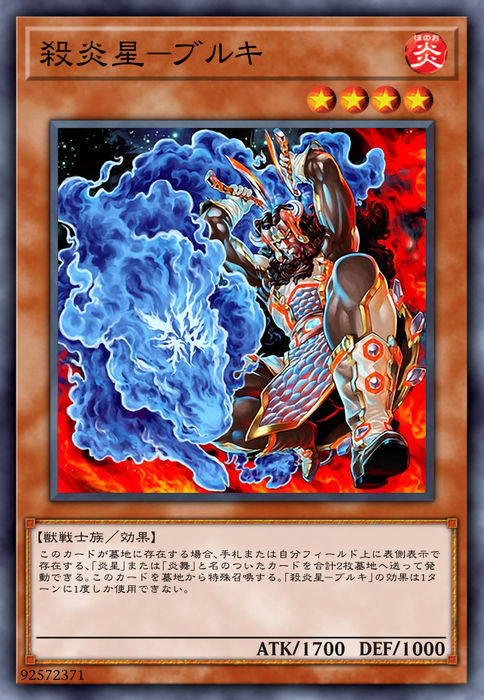 殺炎星－ブルキ
ほのお
炎
【獣戦士族／効果】
このカードが墓地に存在する場合、手札または自分フィールド上に表側表示で
存在する、「炎星」または「炎舞」と名のついたカードを合計2枚墓地へ送って発
動できる。このカードを墓地から特殊召喚する。「殺炎星－ブルキ」の効果は1タ
ーンに1度しか使用できない。
ATK/1700 DEF/1000
92572371